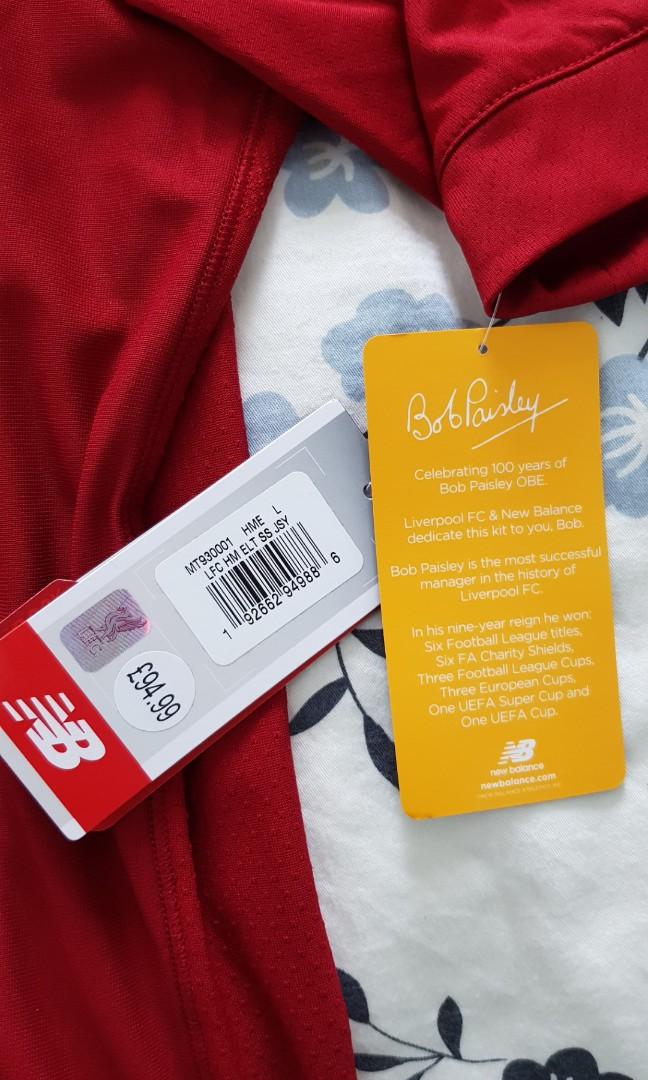 Bob Paisley
Celebrating 100 years of
Bob Paisley OBE.
Liverpool FC & New Balance
dedicate this kit to you, Bob.
Bob Paisley is the most successful
manager in the history of
Liverpool FC.
In his nine-year reign he won:
Six Football League titles,
Six FA Charity Shields,
Three Football League Cups,
Three European Cups,
One UEFA Super Cup and
One UEFA Cup.
NB
new balance
newbalance.com
MT930001 HME L
LFC HM ELT SS JSY
1 92662 94988 6
£94.99
NB